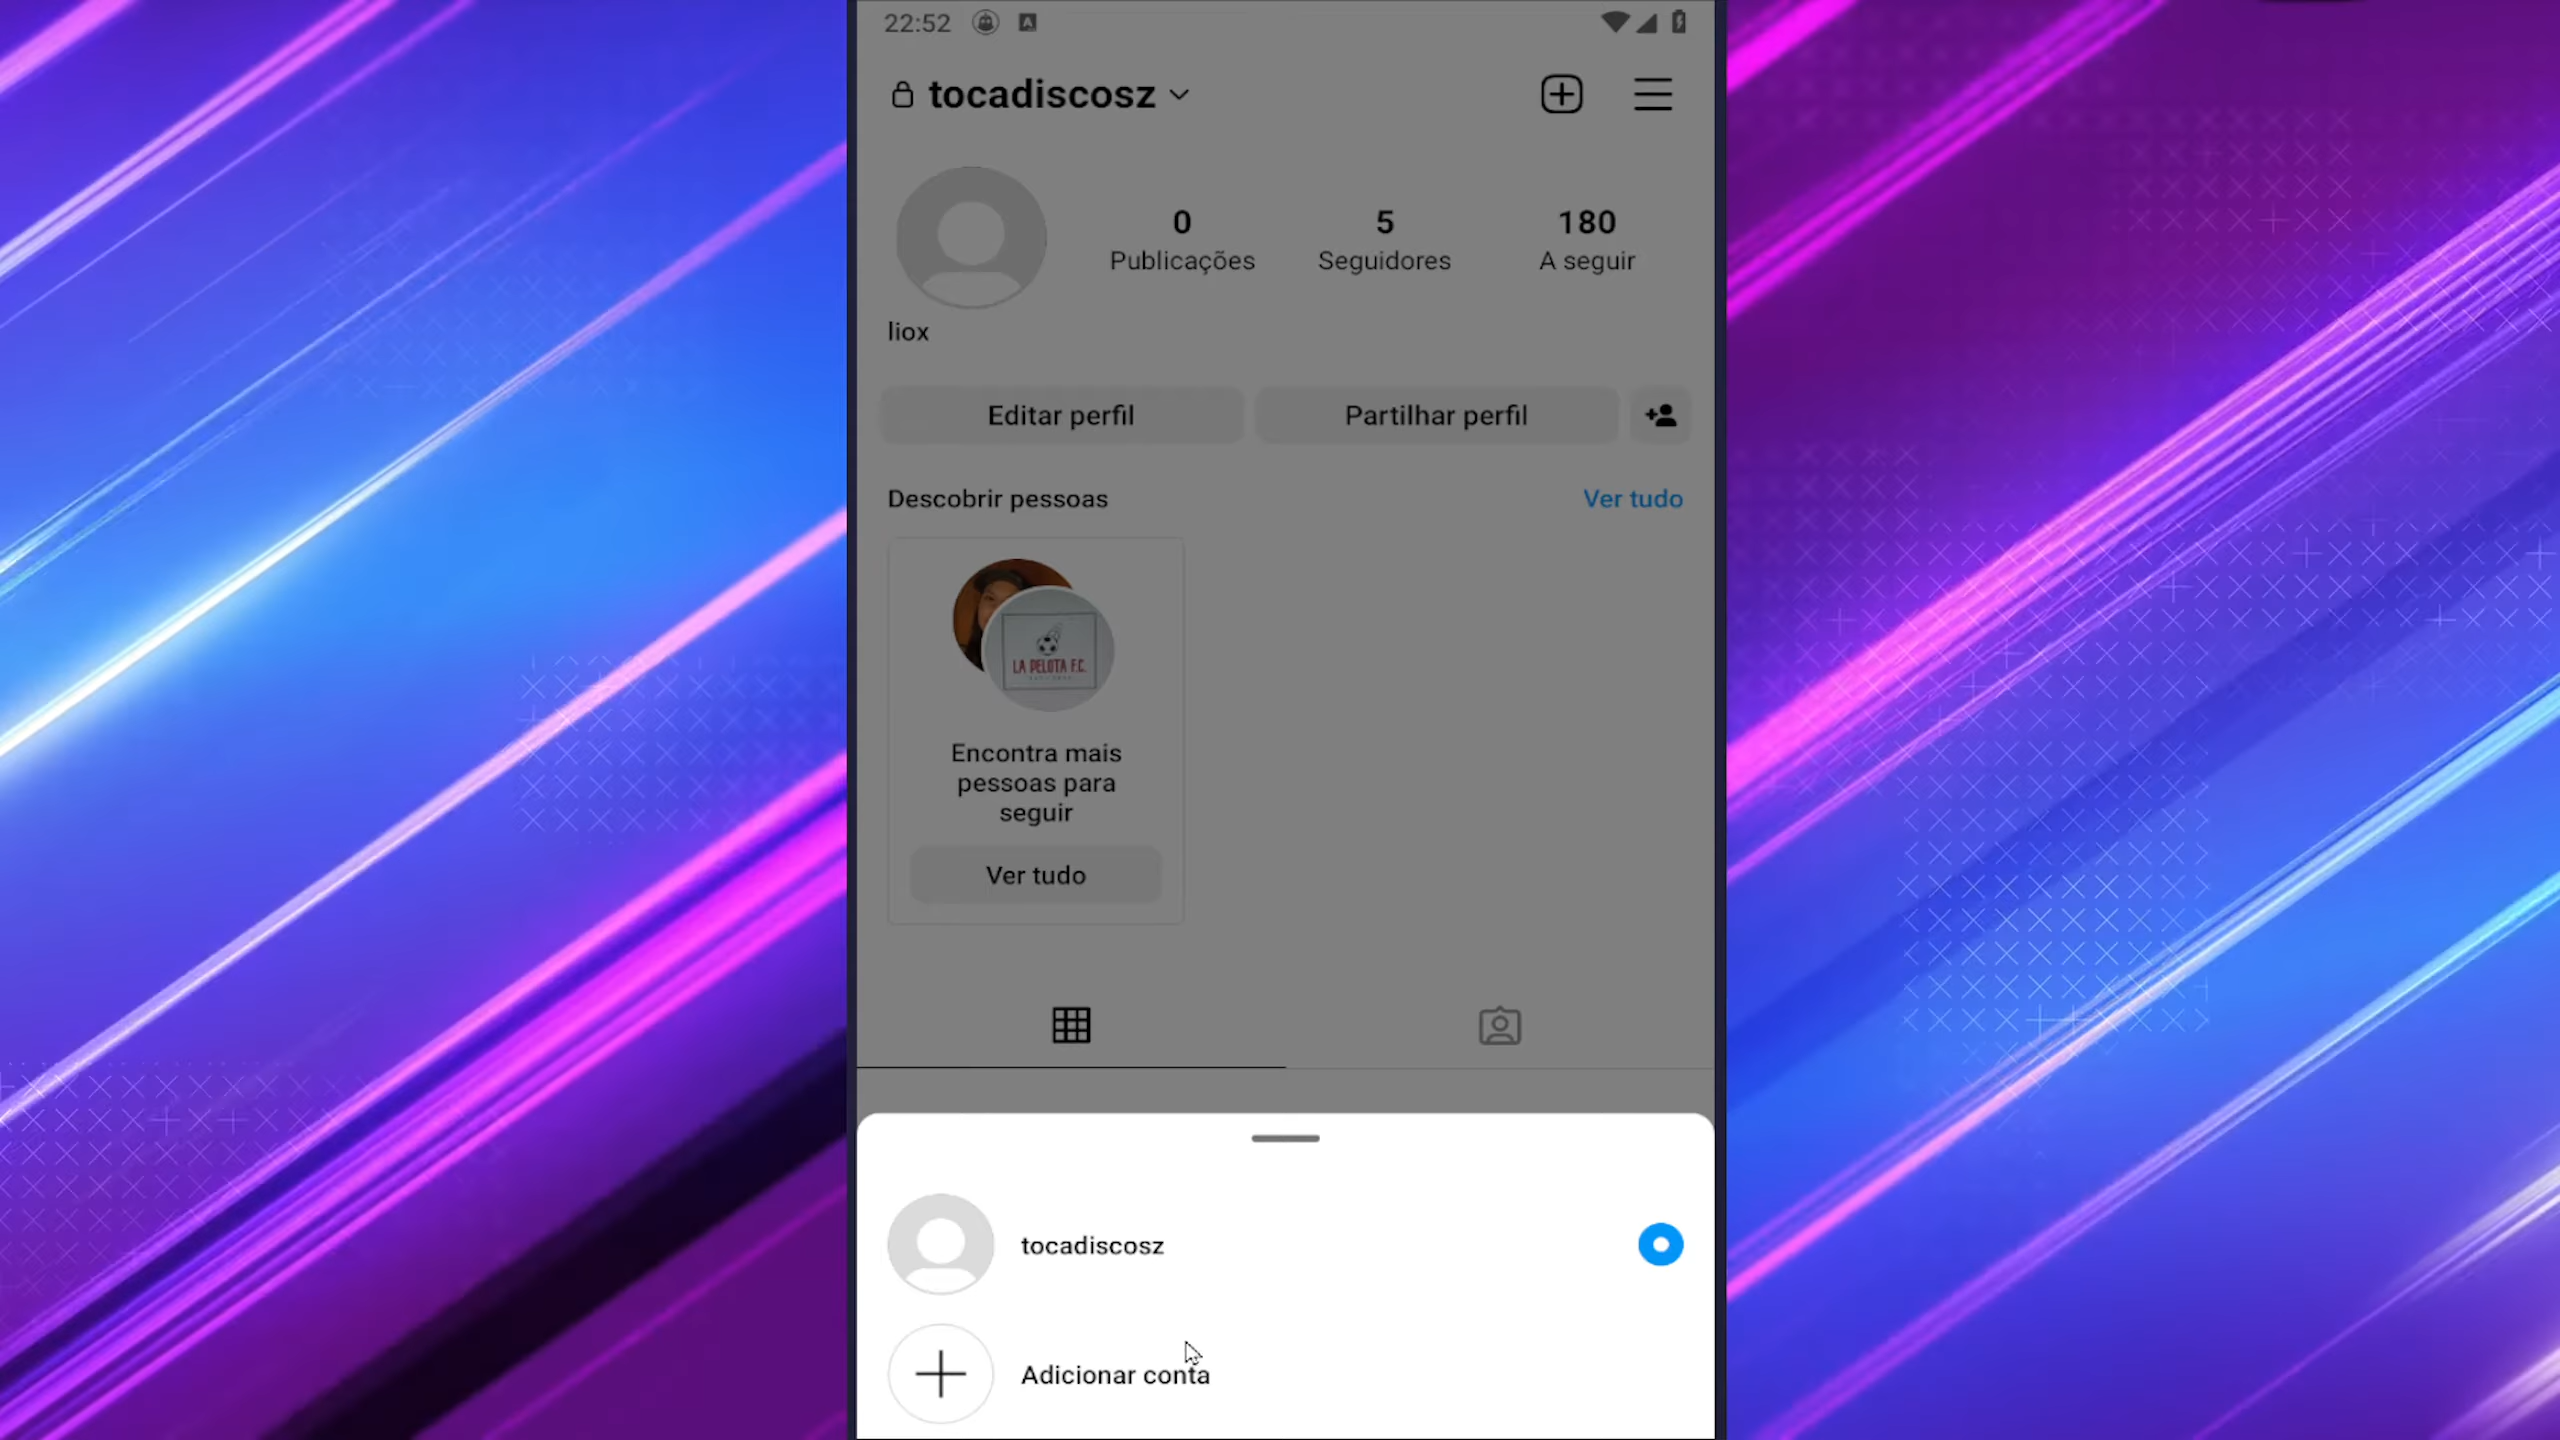 22:52
tocadiscosz
0
Publicações
5
Seguidores
180
A seguir
liox
Editar perfil
Partilhar perfil
Descobrir pessoas
Ver tudo
LA PELOTA F.C.
Encontra mais
pessoas para
seguir
Ver tudo
tocadiscosz
Adicionar conta